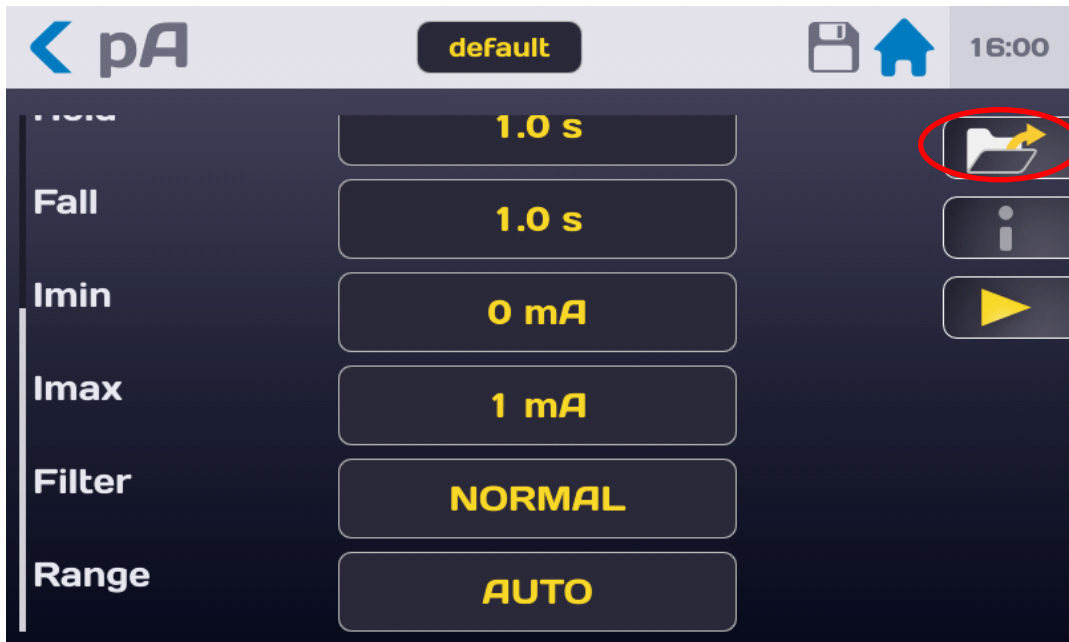 pA
default
16:00
Hold
1.0 s
Fall
1.0 s
Imin
0 mA
Imax
1 mA
Filter
NORMAL
Range
AUTO